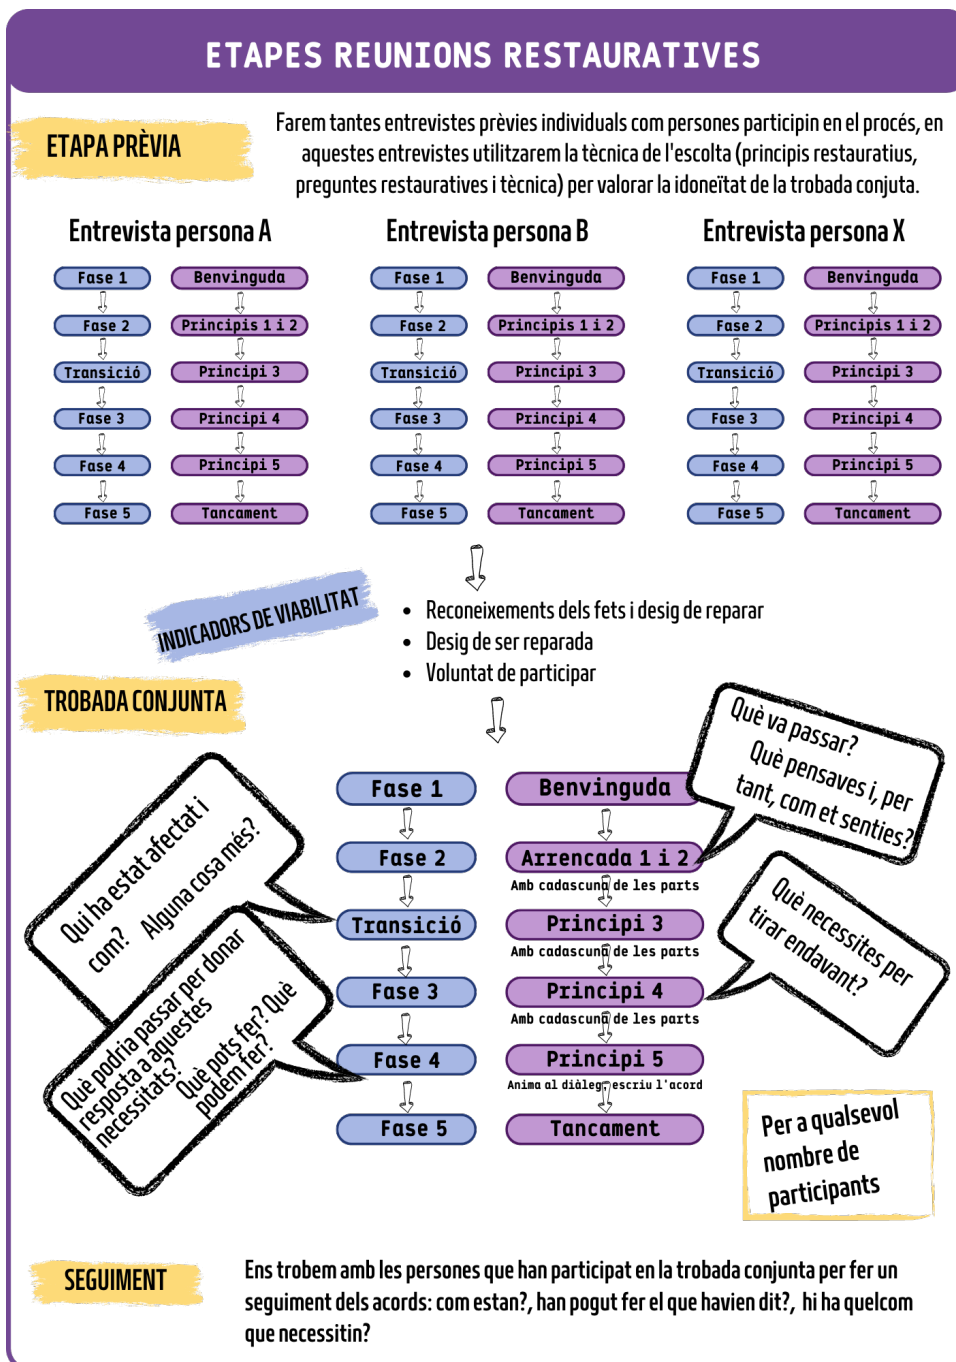 ETAPES REUNIONS RESTAURATIVES
ETAPA PRÈVIA
Farem tantes entrevistes prèvies individuals com persones participin en el procés, en
aquestes entrevistes utilitzarem la tècnica de l'escolta (principis restauratius,
preguntes restauratives i tècnica) per valorar la idoneïtat de la trobada conjuta.
Entrevista persona A
Fase 1
Benvinguda
Fase 2
Principis 1 i 2
Transició
Principi 3
Fase 3
Principi 4
Fase 4
Principi 5
Fase 5
Tancament
Entrevista persona B
Fase 1
Benvinguda
Fase 2
Principis 1 i 2
Transició
Principi 3
Fase 3
Principi 4
Fase 4
Principi 5
Fase 5
Tancament
Entrevista persona X
Fase 1
Benvinguda
Fase 2
Principis 1 i 2
Transició
Principi 3
Fase 3
Principi 4
Fase 4
Principi 5
Fase 5
Tancament
INDICADORS DE VIABILITAT
• Reconeixements dels fets i desig de reparar
• Desig de ser reparada
• Voluntat de participar
TROBADA CONJUNTA
Fase 1
Benvinguda
Què va passar?
Què pensaves i, per
tant, com et senties?
Fase 2
Arrencada 1 i 2
Amb cadascuna de les parts
Qui ha estat afectat i
com? Alguna cosa més?
Transició
Principi 3
Amb cadascuna de les parts
Fase 3
Principi 4
Amb cadascuna de les parts
Què necessites per
tirar endavant?
Què podria passar per donar
resposta a aquestes
necessitats? Què pots fer? Què
podem fer?
Fase 4
Principi 5
Anima al diàleg, escriu l'acord
Fase 5
Tancament
Per a qualsevol
nombre de
participants
SEGUIMENT
Ens trobem amb les persones que han participat en la trobada conjunta per fer un
seguiment dels acords: com estan?, han pogut fer el que havien dit?, hi ha quelcom
que necessitin?